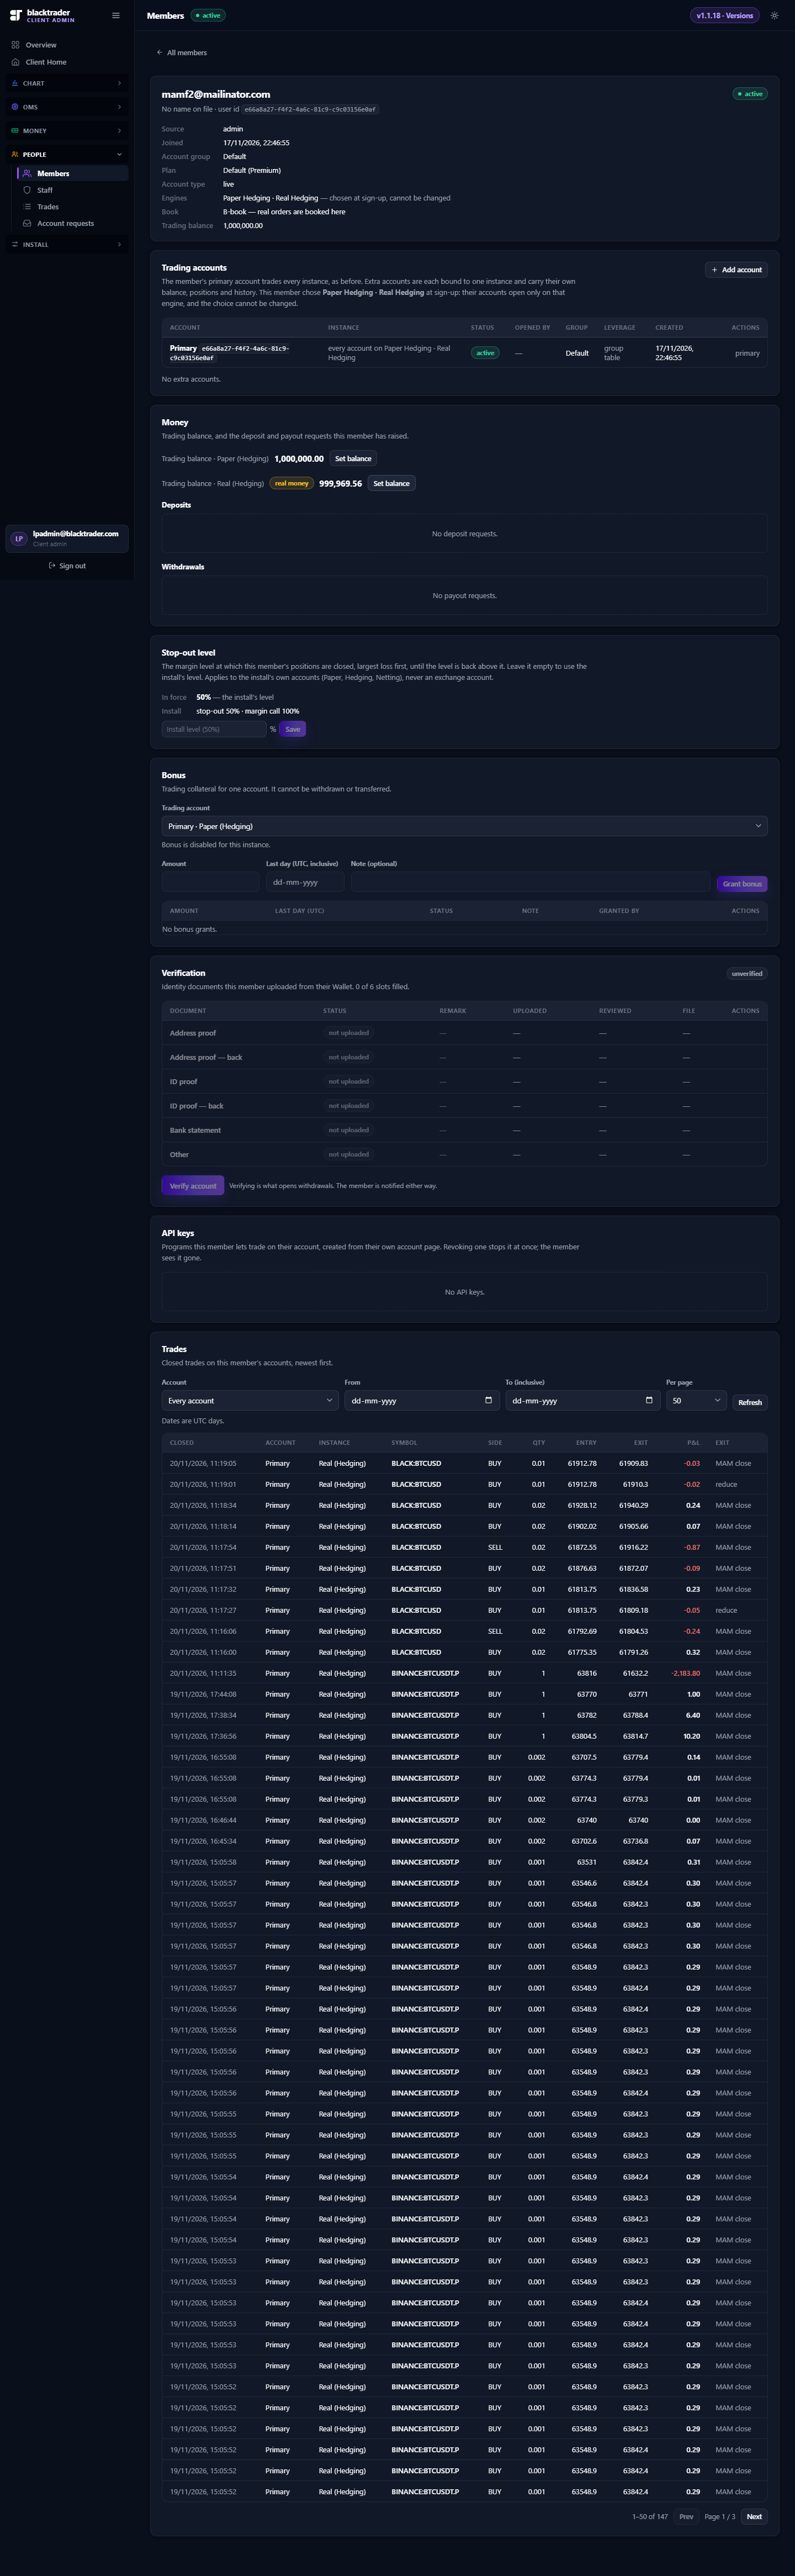 blacktrader
CLIENT ADMIN
Overview
Client Home
CHART
OMS
MONEY
PEOPLE
Members
Staff
Trades
Account requests
INSTALL
LP
lpadmin@blacktrader.com
Client admin
Sign out
Members active
v1.1.18 · Versions
All members
mamf2@mailinator.com
active
No name on file · user id e66a8a27-f4f2-4a6c-81c9-c9c03156e0af
Source admin
Joined 17/11/2026, 22:46:55
Account group Default
Plan Default (Premium)
Account type live
Engines Paper Hedging · Real Hedging — chosen at sign-up, cannot be changed
Book B-book — real orders are booked here
Trading balance 1,000,000.00
Trading accounts
Add account
The member's primary account trades every instance, as before. Extra accounts are each bound to one instance and carry their own
balance, positions and history. This member chose Paper Hedging · Real Hedging at sign-up: their accounts open only on that
engine, and the choice cannot be changed.
ACCOUNT INSTANCE STATUS OPENED BY GROUP LEVERAGE CREATED ACTIONS
Primary e66a8a27-f4f2-4a6c-81c9-
c9c03156e0af
every account on Paper Hedging · Real
Hedging
active — Default
group
table
17/11/2026,
22:46:55
primary
No extra accounts.
Money
Trading balance, and the deposit and payout requests this member has raised.
Trading balance · Paper (Hedging) 1,000,000.00 Set balance
Trading balance · Real (Hedging) real money 999,969.56 Set balance
Deposits
No deposit requests.
Withdrawals
No payout requests.
Stop-out level
The margin level at which this member's positions are closed, largest loss first, until the level is back above it. Leave it empty to use the
install's level. Applies to the install's own accounts (Paper, Hedging, Netting), never an exchange account.
In force 50% — the install's level
Install stop-out 50% · margin call 100%
Install level (50%) % Save
Bonus
Trading collateral for one account. It cannot be withdrawn or transferred.
Trading account
Primary · Paper (Hedging)
Bonus is disabled for this instance.
Amount Last day (UTC, inclusive) Note (optional)
dd-mm-yyyy Grant bonus
AMOUNT LAST DAY (UTC) STATUS NOTE GRANTED BY ACTIONS
No bonus grants.
Verification
unverified
Identity documents this member uploaded from their Wallet. 0 of 6 slots filled.
DOCUMENT STATUS REMARK UPLOADED REVIEWED FILE ACTIONS
Address proof not uploaded — — — —
Address proof — back not uploaded — — — —
ID proof not uploaded — — — —
ID proof — back not uploaded — — — —
Bank statement not uploaded — — — —
Other not uploaded — — — —
Verify account Verifying is what opens withdrawals. The member is notified either way.
API keys
Programs this member lets trade on their account, created from their own account page. Revoking one stops it at once; the member
sees it gone.
No API keys.
Trades
Closed trades on this member's accounts, newest first.
Account From To (inclusive) Per page
Every account dd-mm-yyyy dd-mm-yyyy 50 Refresh
Dates are UTC days.
CLOSED ACCOUNT INSTANCE SYMBOL SIDE QTY ENTRY EXIT P&L EXIT
20/11/2026, 11:19:05 Primary Real (Hedging) BLACK:BTCUSD BUY 0.01 61912.78 61909.83 -0.03 MAM close
20/11/2026, 11:19:01 Primary Real (Hedging) BLACK:BTCUSD BUY 0.01 61912.78 61910.3 -0.02 reduce
20/11/2026, 11:18:34 Primary Real (Hedging) BLACK:BTCUSD BUY 0.02 61928.12 61940.29 0.24 MAM close
20/11/2026, 11:18:14 Primary Real (Hedging) BLACK:BTCUSD BUY 0.02 61902.02 61905.66 0.07 MAM close
20/11/2026, 11:17:54 Primary Real (Hedging) BLACK:BTCUSD SELL 0.02 61872.55 61916.22 -0.87 MAM close
20/11/2026, 11:17:51 Primary Real (Hedging) BLACK:BTCUSD BUY 0.02 61876.63 61872.07 -0.09 MAM close
20/11/2026, 11:17:32 Primary Real (Hedging) BLACK:BTCUSD BUY 0.01 61813.75 61836.58 0.23 MAM close
20/11/2026, 11:17:27 Primary Real (Hedging) BLACK:BTCUSD BUY 0.01 61813.75 61809.18 -0.05 reduce
20/11/2026, 11:16:06 Primary Real (Hedging) BLACK:BTCUSD SELL 0.02 61792.69 61804.53 -0.24 MAM close
20/11/2026, 11:16:00 Primary Real (Hedging) BLACK:BTCUSD BUY 0.02 61775.35 61791.26 0.32 MAM close
20/11/2026, 11:11:35 Primary Real (Hedging) BINANCE:BTCUSDT.P BUY 1 63816 61632.2 -2,183.80 MAM close
19/11/2026, 17:44:08 Primary Real (Hedging) BINANCE:BTCUSDT.P BUY 1 63770 63771 1.00 MAM close
19/11/2026, 17:38:34 Primary Real (Hedging) BINANCE:BTCUSDT.P BUY 1 63782 63788.4 6.40 MAM close
19/11/2026, 17:36:56 Primary Real (Hedging) BINANCE:BTCUSDT.P BUY 1 63804.5 63814.7 10.20 MAM close
19/11/2026, 16:55:08 Primary Real (Hedging) BINANCE:BTCUSDT.P BUY 0.002 63707.5 63779.4 0.14 MAM close
19/11/2026, 16:55:08 Primary Real (Hedging) BINANCE:BTCUSDT.P BUY 0.002 63774.3 63779.4 0.01 MAM close
19/11/2026, 16:55:08 Primary Real (Hedging) BINANCE:BTCUSDT.P BUY 0.002 63774.3 63779.3 0.01 MAM close
19/11/2026, 16:46:44 Primary Real (Hedging) BINANCE:BTCUSDT.P BUY 0.002 63740 63740 0.00 MAM close
19/11/2026, 16:45:34 Primary Real (Hedging) BINANCE:BTCUSDT.P BUY 0.002 63702.6 63736.8 0.07 MAM close
19/11/2026, 15:05:58 Primary Real (Hedging) BINANCE:BTCUSDT.P BUY 0.001 63531 63842.4 0.31 MAM close
19/11/2026, 15:05:57 Primary Real (Hedging) BINANCE:BTCUSDT.P BUY 0.001 63546.6 63842.4 0.30 MAM close
19/11/2026, 15:05:57 Primary Real (Hedging) BINANCE:BTCUSDT.P BUY 0.001 63546.8 63842.3 0.30 MAM close
19/11/2026, 15:05:57 Primary Real (Hedging) BINANCE:BTCUSDT.P BUY 0.001 63546.8 63842.3 0.30 MAM close
19/11/2026, 15:05:57 Primary Real (Hedging) BINANCE:BTCUSDT.P BUY 0.001 63546.8 63842.3 0.30 MAM close
19/11/2026, 15:05:57 Primary Real (Hedging) BINANCE:BTCUSDT.P BUY 0.001 63548.9 63842.3 0.29 MAM close
19/11/2026, 15:05:57 Primary Real (Hedging) BINANCE:BTCUSDT.P BUY 0.001 63548.9 63842.4 0.29 MAM close
19/11/2026, 15:05:56 Primary Real (Hedging) BINANCE:BTCUSDT.P BUY 0.001 63548.9 63842.4 0.29 MAM close
19/11/2026, 15:05:56 Primary Real (Hedging) BINANCE:BTCUSDT.P BUY 0.001 63548.9 63842.3 0.29 MAM close
19/11/2026, 15:05:56 Primary Real (Hedging) BINANCE:BTCUSDT.P BUY 0.001 63548.9 63842.3 0.29 MAM close
19/11/2026, 15:05:56 Primary Real (Hedging) BINANCE:BTCUSDT.P BUY 0.001 63548.9 63842.3 0.29 MAM close
19/11/2026, 15:05:56 Primary Real (Hedging) BINANCE:BTCUSDT.P BUY 0.001 63548.9 63842.4 0.29 MAM close
19/11/2026, 15:05:55 Primary Real (Hedging) BINANCE:BTCUSDT.P BUY 0.001 63548.9 63842.3 0.29 MAM close
19/11/2026, 15:05:55 Primary Real (Hedging) BINANCE:BTCUSDT.P BUY 0.001 63548.9 63842.3 0.29 MAM close
19/11/2026, 15:05:55 Primary Real (Hedging) BINANCE:BTCUSDT.P BUY 0.001 63548.9 63842.3 0.29 MAM close
19/11/2026, 15:05:54 Primary Real (Hedging) BINANCE:BTCUSDT.P BUY 0.001 63548.9 63842.4 0.29 MAM close
19/11/2026, 15:05:54 Primary Real (Hedging) BINANCE:BTCUSDT.P BUY 0.001 63548.9 63842.3 0.29 MAM close
19/11/2026, 15:05:54 Primary Real (Hedging) BINANCE:BTCUSDT.P BUY 0.001 63548.9 63842.4 0.29 MAM close
19/11/2026, 15:05:54 Primary Real (Hedging) BINANCE:BTCUSDT.P BUY 0.001 63548.9 63842.3 0.29 MAM close
19/11/2026, 15:05:53 Primary Real (Hedging) BINANCE:BTCUSDT.P BUY 0.001 63548.9 63842.3 0.29 MAM close
19/11/2026, 15:05:53 Primary Real (Hedging) BINANCE:BTCUSDT.P BUY 0.001 63548.9 63842.3 0.29 MAM close
19/11/2026, 15:05:53 Primary Real (Hedging) BINANCE:BTCUSDT.P BUY 0.001 63548.9 63842.4 0.29 MAM close
19/11/2026, 15:05:53 Primary Real (Hedging) BINANCE:BTCUSDT.P BUY 0.001 63548.9 63842.4 0.29 MAM close
19/11/2026, 15:05:53 Primary Real (Hedging) BINANCE:BTCUSDT.P BUY 0.001 63548.9 63842.4 0.29 MAM close
19/11/2026, 15:05:53 Primary Real (Hedging) BINANCE:BTCUSDT.P BUY 0.001 63548.9 63842.3 0.29 MAM close
19/11/2026, 15:05:52 Primary Real (Hedging) BINANCE:BTCUSDT.P BUY 0.001 63548.9 63842.3 0.29 MAM close
19/11/2026, 15:05:52 Primary Real (Hedging) BINANCE:BTCUSDT.P BUY 0.001 63548.9 63842.3 0.29 MAM close
19/11/2026, 15:05:52 Primary Real (Hedging) BINANCE:BTCUSDT.P BUY 0.001 63548.9 63842.3 0.29 MAM close
19/11/2026, 15:05:52 Primary Real (Hedging) BINANCE:BTCUSDT.P BUY 0.001 63548.9 63842.4 0.29 MAM close
19/11/2026, 15:05:52 Primary Real (Hedging) BINANCE:BTCUSDT.P BUY 0.001 63548.9 63842.4 0.29 MAM close
19/11/2026, 15:05:52 Primary Real (Hedging) BINANCE:BTCUSDT.P BUY 0.001 63548.9 63842.4 0.29 MAM close
1–50 of 147 Prev Page 1 / 3 Next